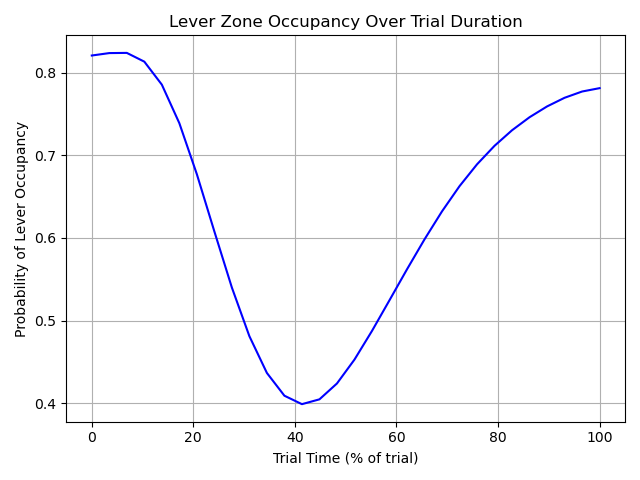 Lever Zone Occupancy Over Trial Duration
Probability of Lever Occupancy
0.8
0.7
0.6
0.5
0.4
0 20 40 60 80 100
Trial Time (% of trial)